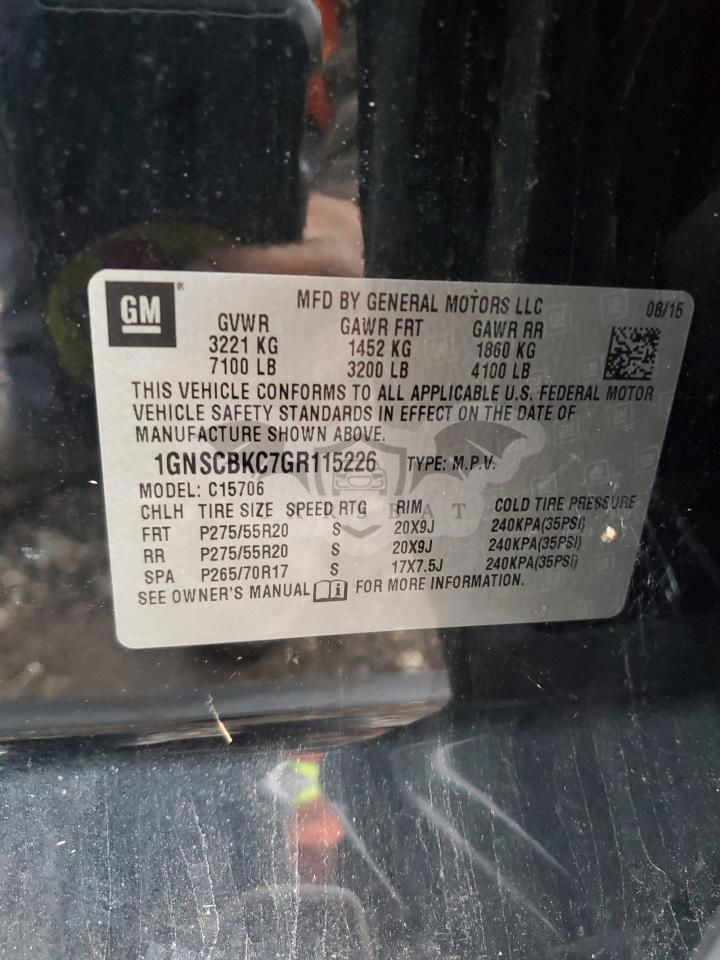 GM
MFD BY GENERAL MOTORS LLC 08/15
GVWR GAWR FRT GAWR RR
3221 KG 1452 KG 1860 KG
7100 LB 3200 LB 4100 LB
THIS VEHICLE CONFORMS TO ALL APPLICABLE U.S. FEDERAL MOTOR
VEHICLE SAFETY STANDARDS IN EFFECT ON THE DATE OF
MANUFACTURE SHOWN ABOVE.
1GNSCBKC7GR115226 TYPE: M.P.V.
MODEL: C15706
CHLH TIRE SIZE SPEED RTG RIM COLD TIRE PRESSURE
FRT P275/55R20 S 20X9J 240KPA(35PSI)
RR P275/55R20 S 20X9J 240KPA(35PSI)
SPA P265/70R17 S 17X7.5J 240KPA(35PSI)
SEE OWNER'S MANUAL FOR MORE INFORMATION.